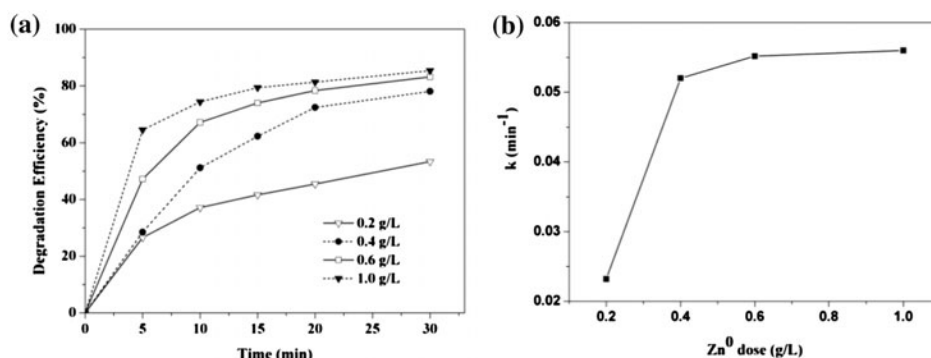 (a)
100
80
60
40
20
0
Degradation Efficiency (%)
0 5 10 15 20 25 30
Time (min)
0.2 g/L
0.4 g/L
0.6 g/L
1.0 g/L
(b)
0.06
0.05
0.04
0.03
0.02
k (min⁻¹)
0.2 0.4 0.6 0.8 1.0
Zn⁰ dose (g/L)